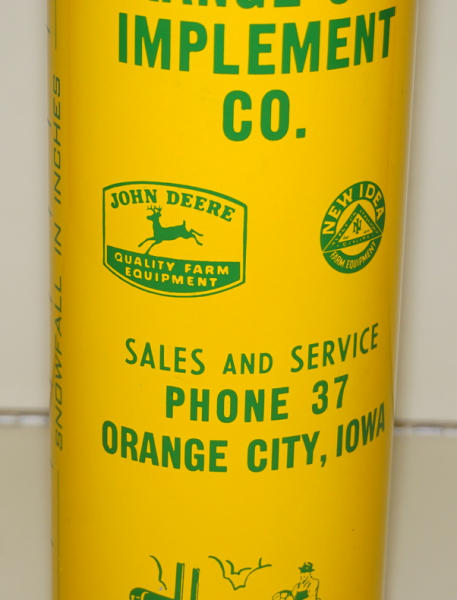 IMPLEMENT
CO.
JOHN DEERE
QUALITY FARM
EQUIPMENT
NEW IDEA
FARM EQUIPMENT
SALES AND SERVICE
PHONE 37
ORANGE CITY, IOWA
SNOWFALL IN INCHES